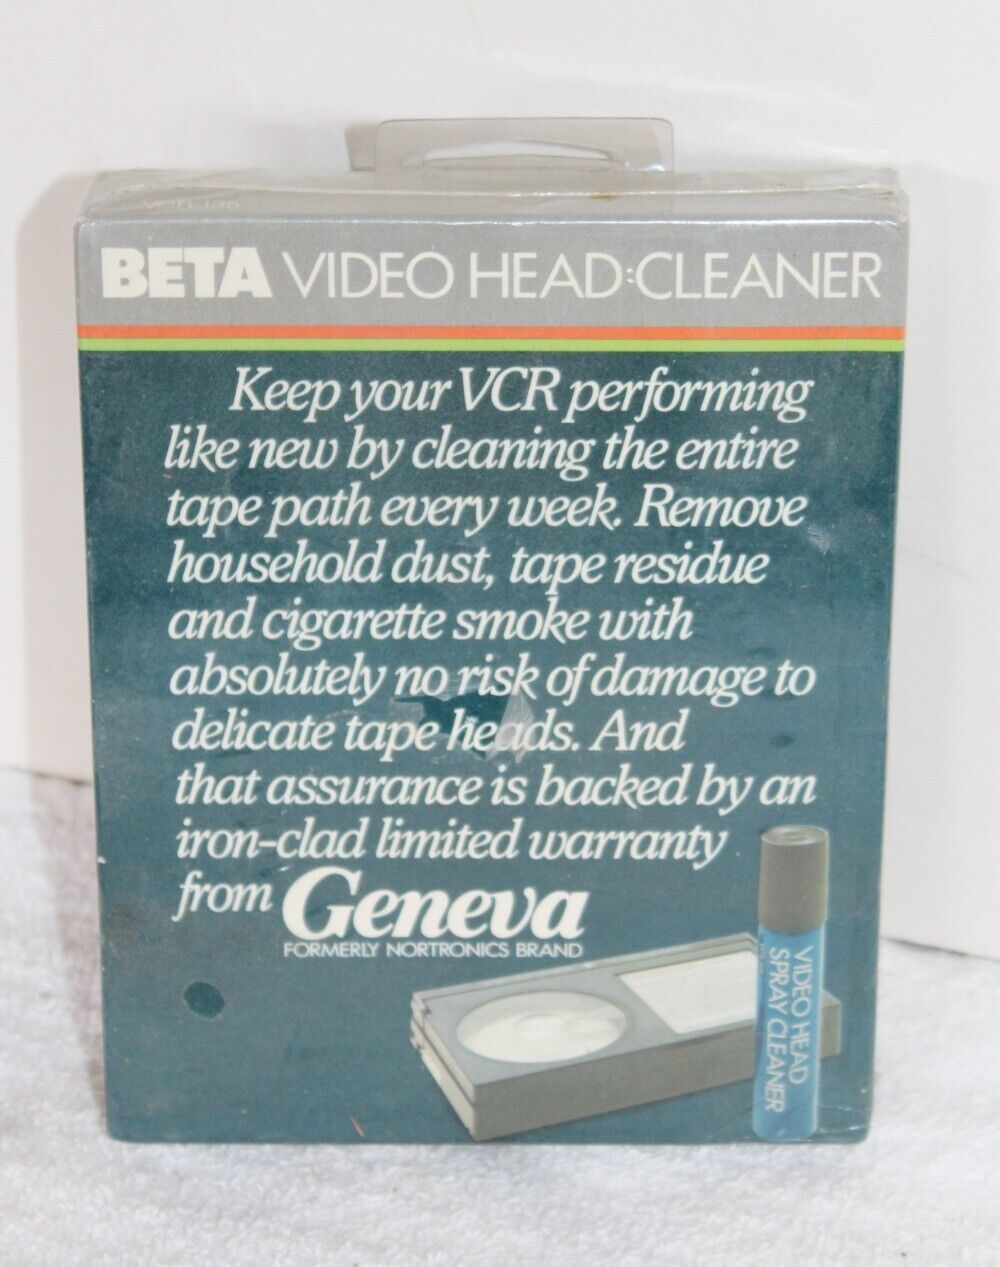 VCR 135
BETA VIDEO HEAD CLEANER
Keep your VCR performing
like new by cleaning the entire
tape path every week. Remove
household dust, tape residue
and cigarette smoke with
absolutely no risk of damage to
delicate tape heads. And
that assurance is backed by an
iron-clad limited warranty
from Geneva
FORMERLY NORTRONICS BRAND
VIDEO HEAD
SPRAY CLEANER